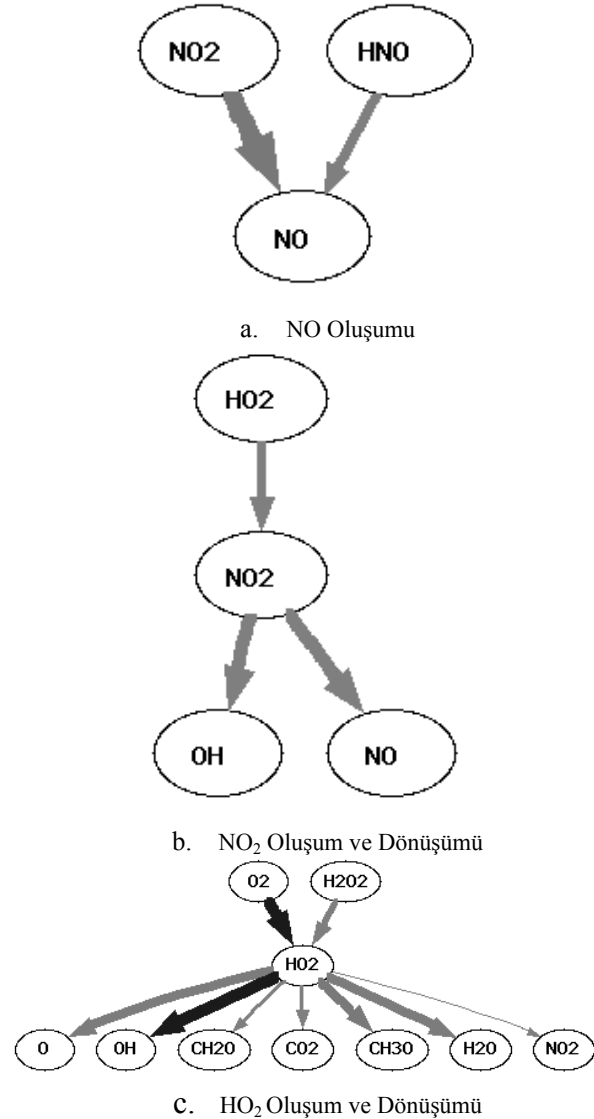 NO2 HNO
NO
a. NO Oluşumu
HO2
NO2
OH NO
b. NO₂ Oluşum ve Dönüşümü
O2 H2O2
HO2
O OH CH2O CO2 CH3O H2O NO2
c. HO₂ Oluşum ve Dönüşümü